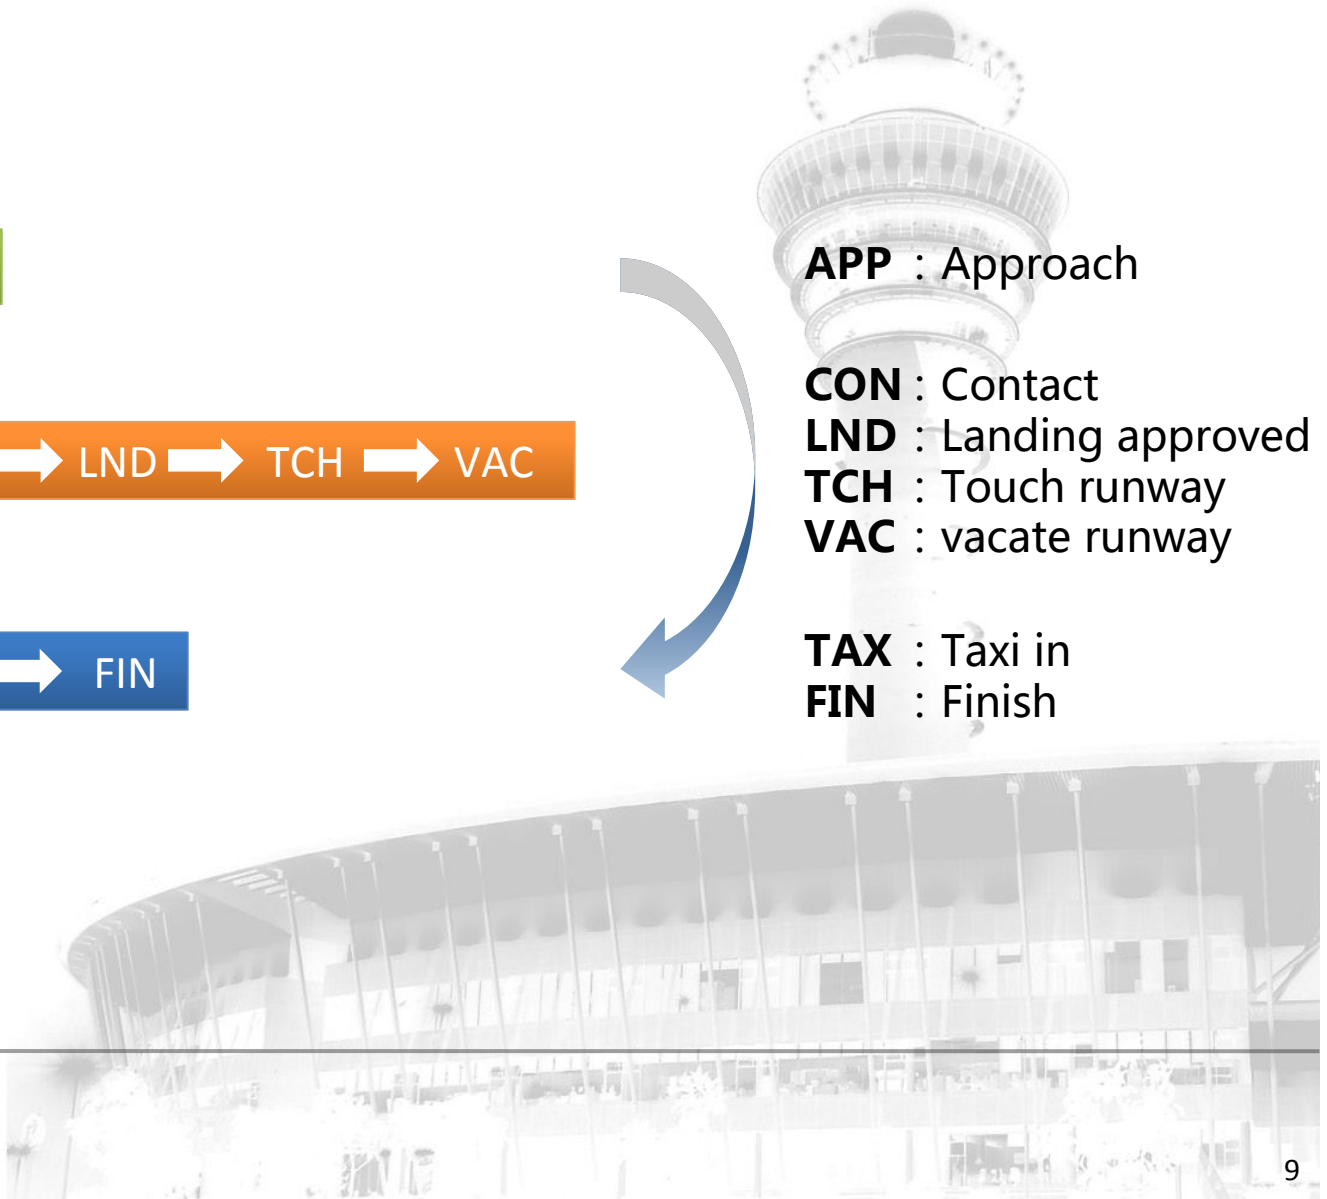 APP : Approach
CON : Contact
LND : Landing approved
TCH : Touch runway
VAC : vacate runway
TAX : Taxi in
FIN : Finish
LND TCH VAC
FIN
9